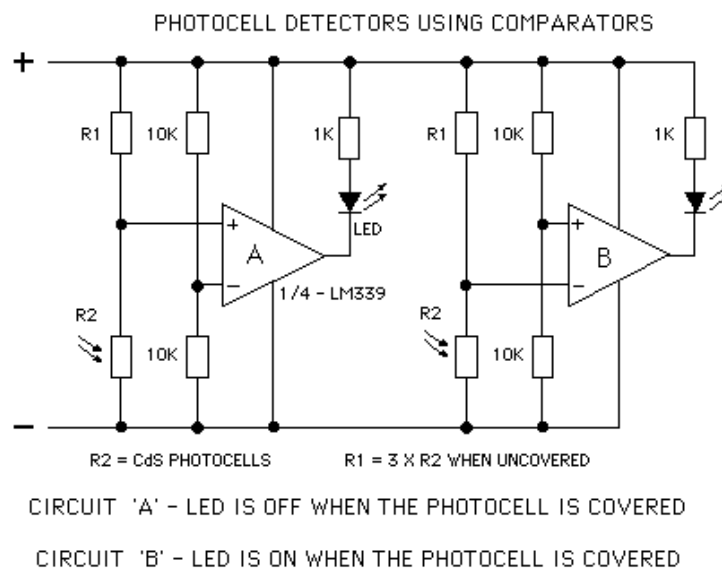 PHOTOCELL DETECTORS USING COMPARATORS
+
R1 10K 1K R1 10K 1K
+ A − LED + B −
1/4 - LM339
R2 10K R2 10K
−
R2 = CdS PHOTOCELLS R1 = 3 X R2 WHEN UNCOVERED
CIRCUIT 'A' - LED IS OFF WHEN THE PHOTOCELL IS COVERED
CIRCUIT 'B' - LED IS ON WHEN THE PHOTOCELL IS COVERED